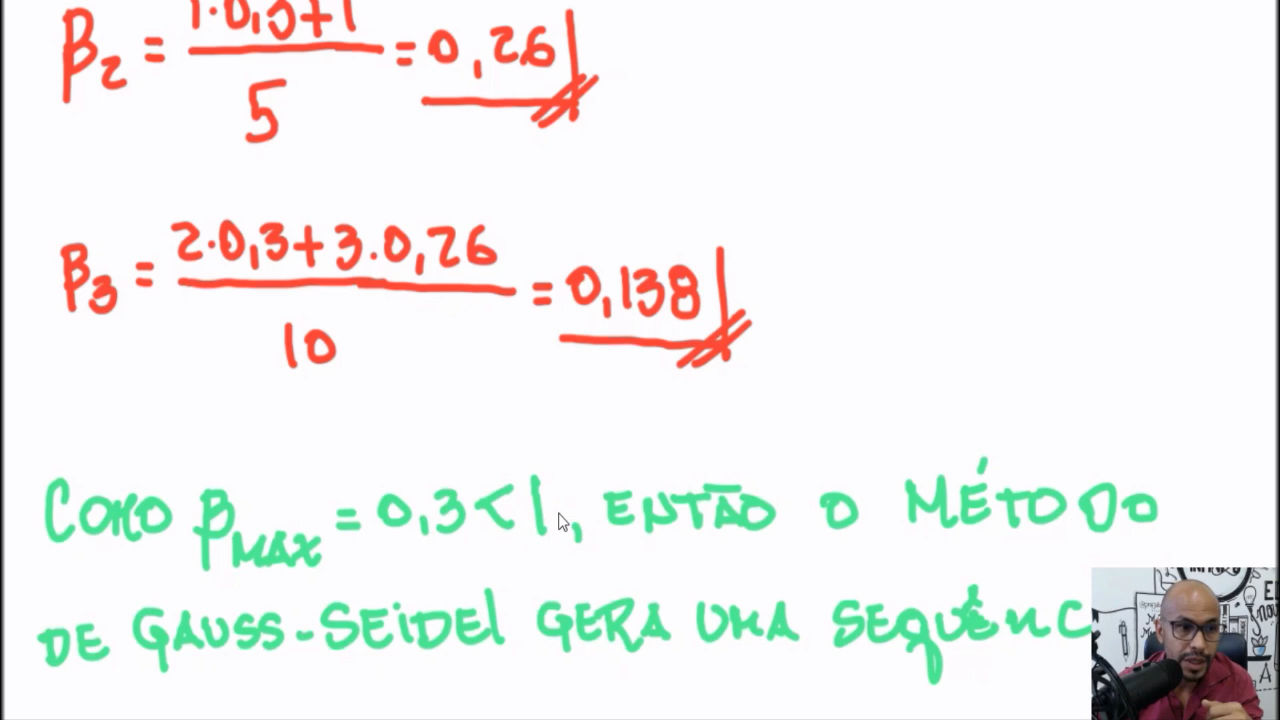 β₂ = 1·0,3+1 / 5 = 0,26
β₃ = 2·0,3+3.0,26 / 10 = 0,138
COMO βMAX = 0,3 < 1, ENTÃO O MÉTODO
DE GAUSS-SEIDEL GERA UMA SEQUÊNC